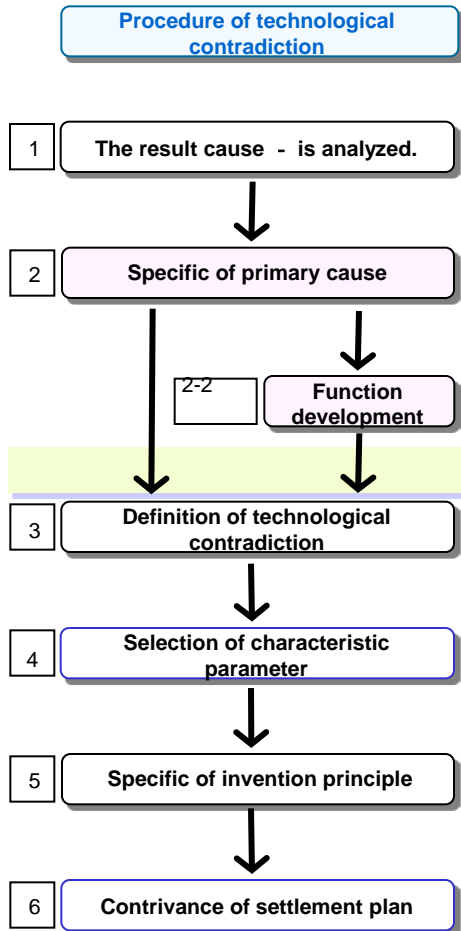 Procedure of technological
contradiction
1
The result cause - is analyzed.
2
Specific of primary cause
2-2
Function
development
3
Definition of technological
contradiction
4
Selection of characteristic
parameter
5
Specific of invention principle
6
Contrivance of settlement plan